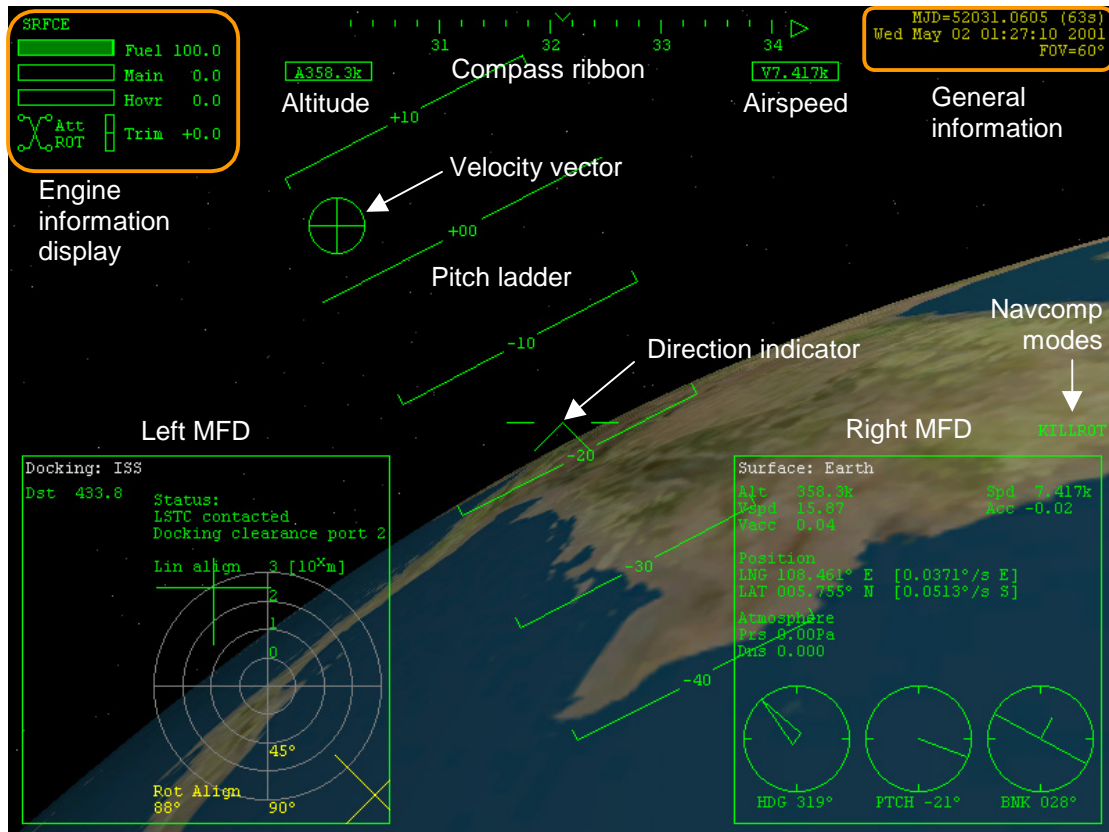 SRFCE
Fuel 100.0
Main 0.0
Hovr 0.0
Att
ROT
Trim +0.0
Engine
information
display
31 32 33 34
A358.3k
Altitude
Compass ribbon
V7.417k
Airspeed
MJD=52031.0605 (63s)
Wed May 02 01:27:10 2001
FOV=60°
General
information
+10
Velocity vector
+00
Pitch ladder
-10
Direction indicator
-20
-30
-40
Navcomp
modes
KILLROT
Left MFD
Docking: ISS
Dst 433.8
Status:
LSTC contacted
Docking clearance port 2
Lin align 3 [10^x m]
2
1
0
45°
Rot Align
88° 90°
Right MFD
Surface: Earth
Alt 358.3k Spd 7.417k
Vspd 15.87 Acc -0.02
Vacc 0.04
Position
LNG 108.461° E [0.0371°/s E]
LAT 005.755° N [0.0513°/s S]
Atmosphere
Prs 0.00Pa
Dns 0.000
HDG 319° PTCH -21° BNK 028°